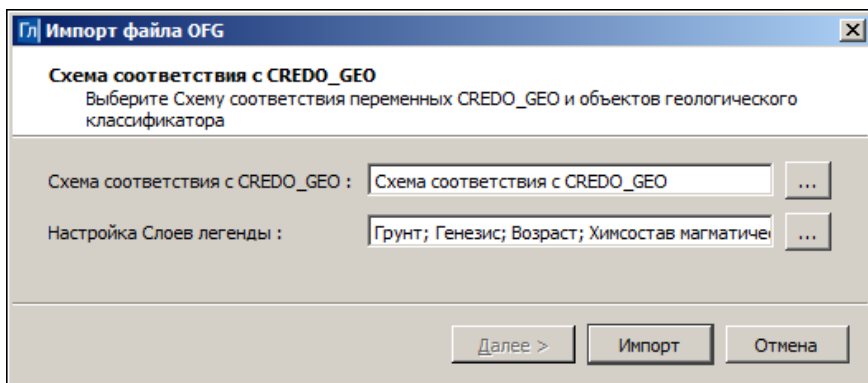 Гл Импорт файла OFG
Схема соответствия с CREDO_GEO
Выберите Схему соответствия переменных CREDO_GEO и объектов геологического
классификатора
Схема соответствия с CREDO_GEO : Схема соответствия с CREDO_GEO ...
Настройка Слоев легенды : Грунт; Генезис; Возраст; Химсостав магматиче ...
Далее > Импорт Отмена